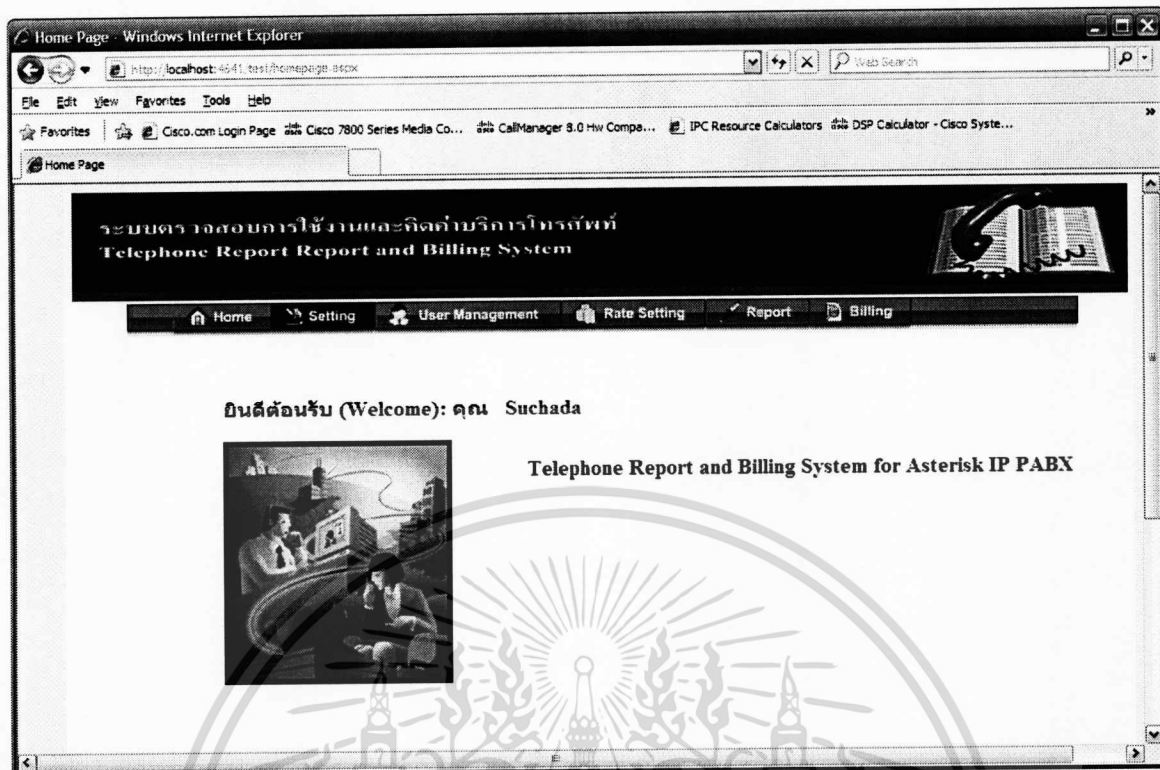 Home Page - Windows Internet Explorer
http://localhost:4641/test/homepage.aspx
Web Search
File Edit View Favorites Tools Help
Favorites Cisco.com Login Page Cisco 7800 Series Media Co... CallManager 3.0 Hw Compa... IPC Resource Calculators DSP Calculator - Cisco Syste...
Home Page
ระบบตรวจสอบการใช้งานและคิดค่าบริการโทรศัพท์
Telephone Report Report and Billing System
Home Setting User Management Rate Setting Report Billing
ยินดีต้อนรับ (Welcome): คุณ Suchada
Telephone Report and Billing System for Asterisk IP PABX